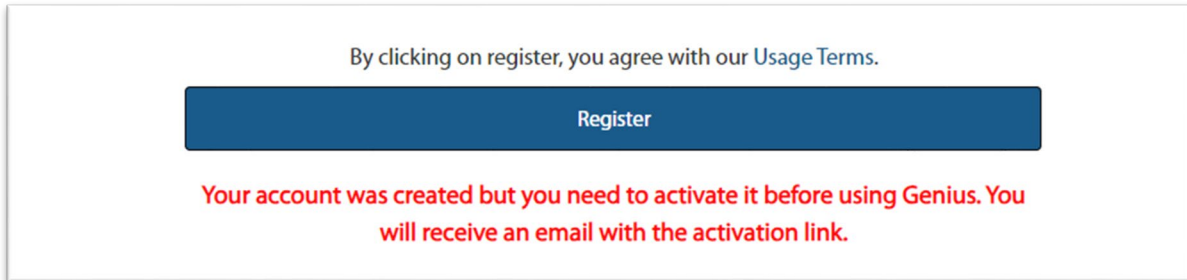 By clicking on register, you agree with our Usage Terms.
Register
Your account was created but you need to activate it before using Genius. You
will receive an email with the activation link.